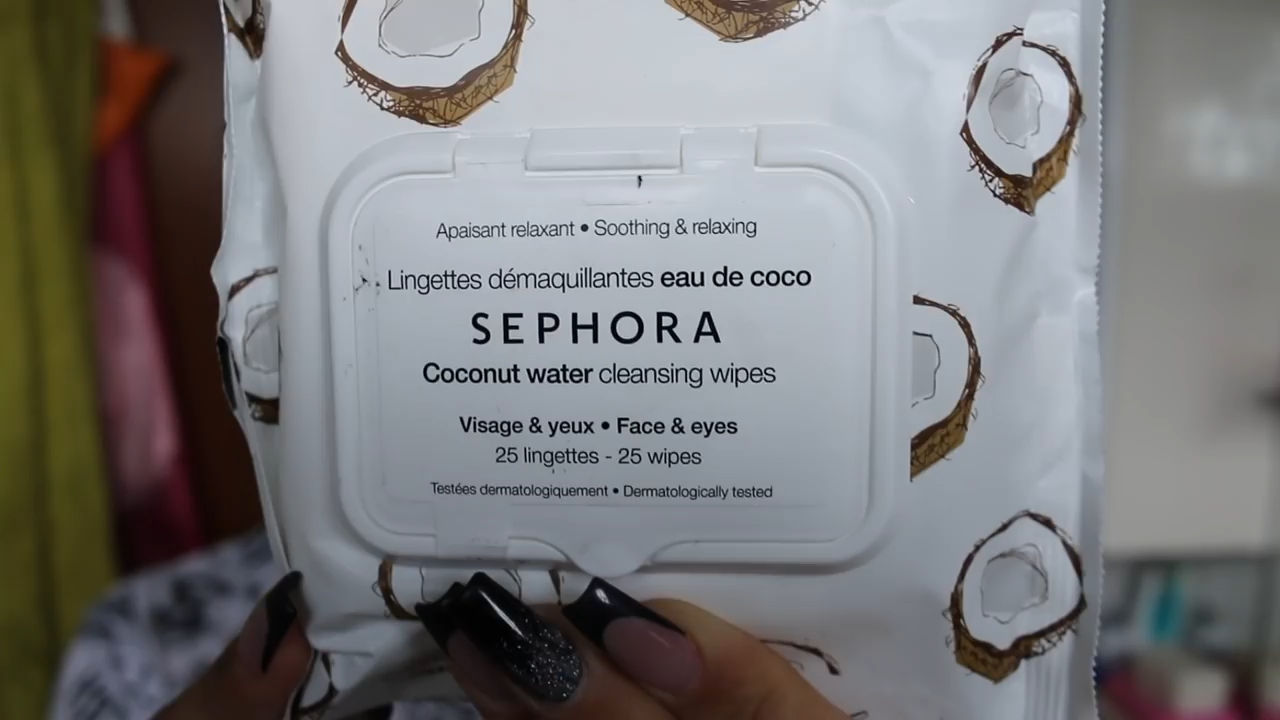 Apaisant relaxant • Soothing & relaxing
Lingettes démaquillantes eau de coco
SEPHORA
Coconut water cleansing wipes
Visage & yeux • Face & eyes
25 lingettes - 25 wipes
Testées dermatologiquement • Dermatologically tested